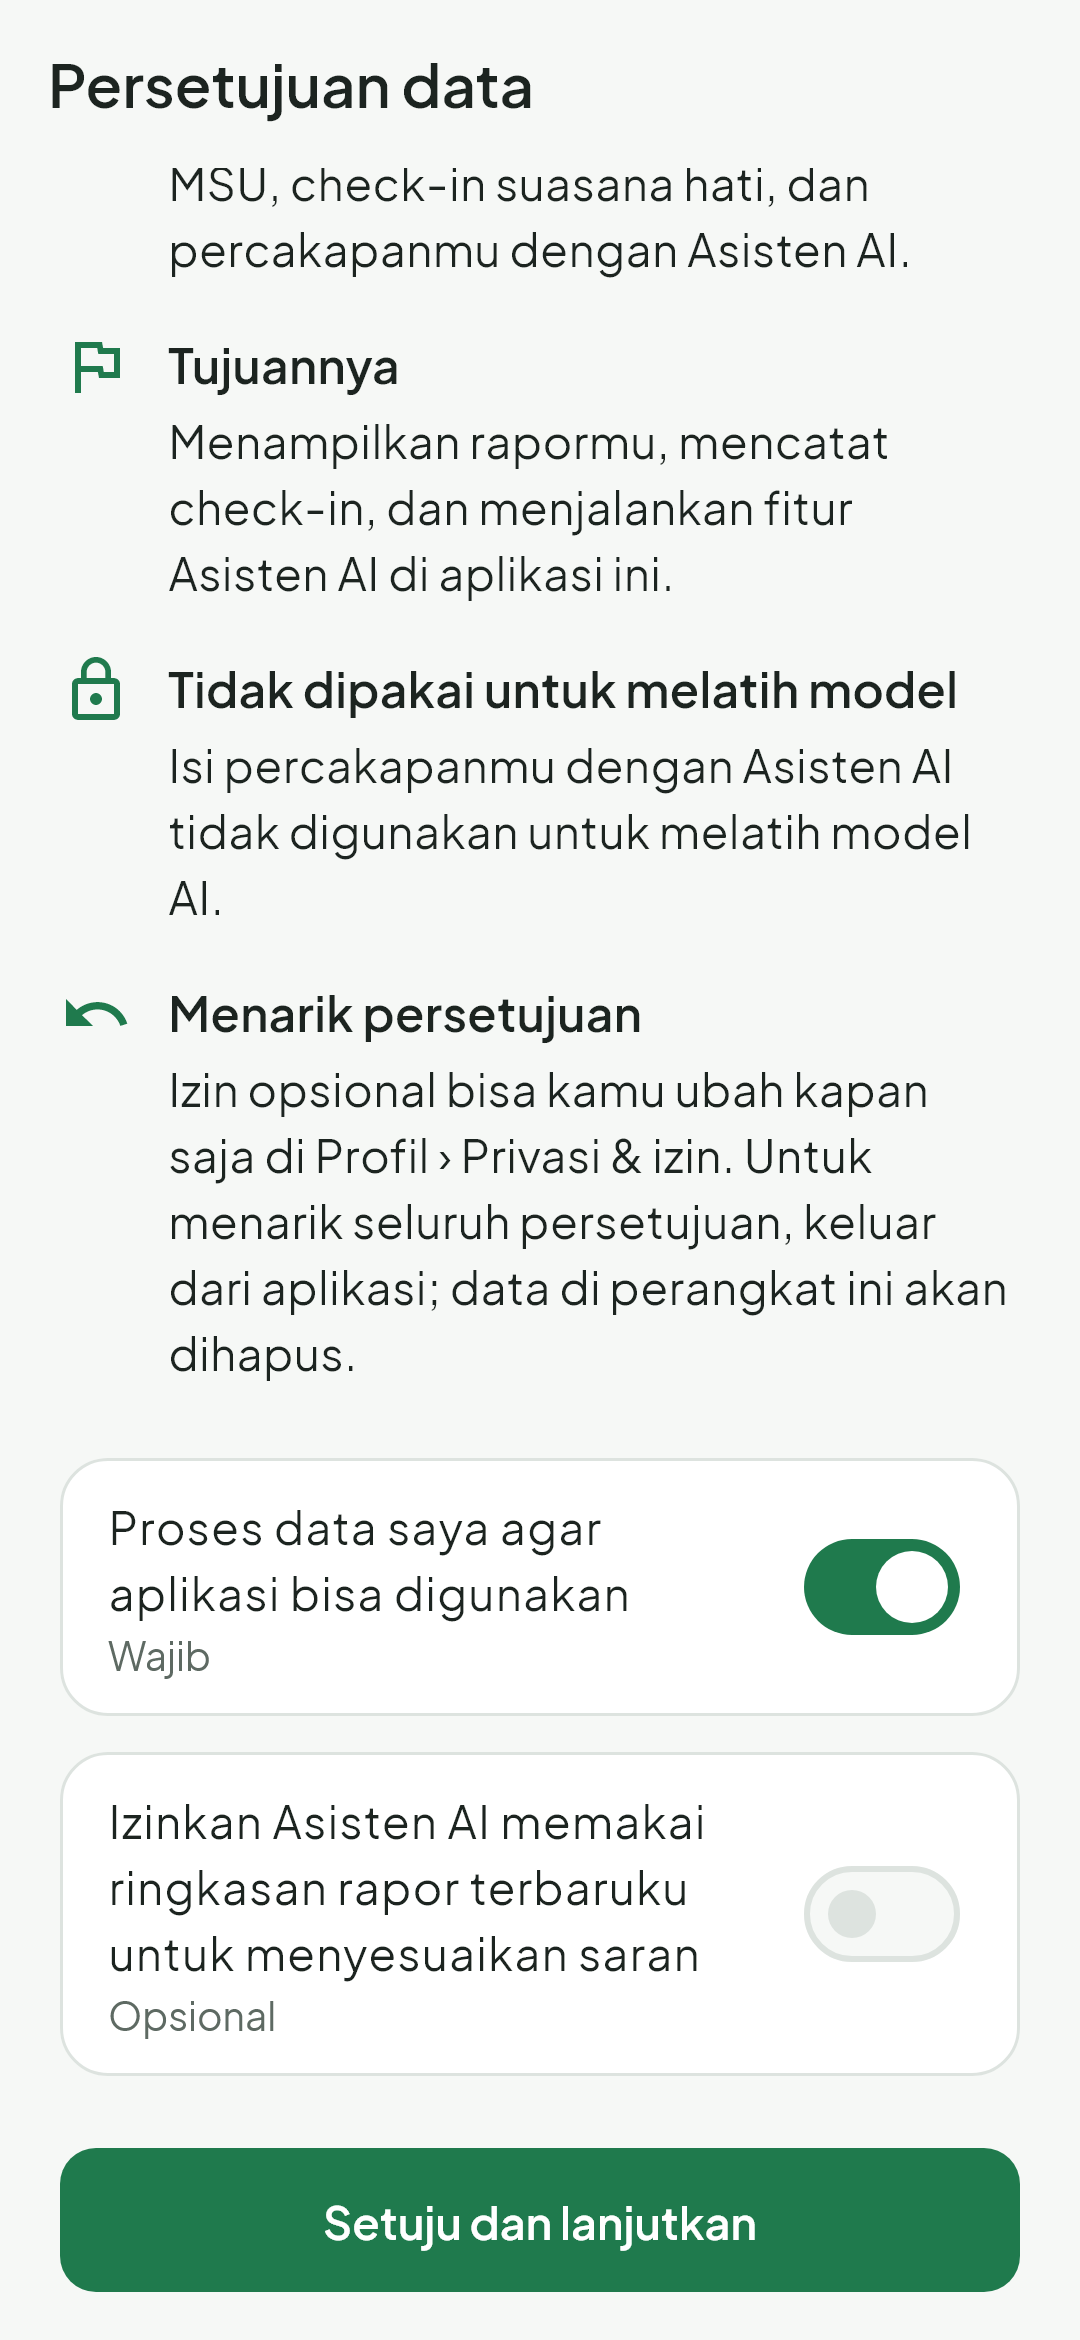 Persetujuan data
MSU, check-in suasana hati, dan
percakapanmu dengan Asisten AI.
Tujuannya
Menampilkan rapormu, mencatat
check-in, dan menjalankan fitur
Asisten AI di aplikasi ini.
Tidak dipakai untuk melatih model
Isi percakapanmu dengan Asisten AI
tidak digunakan untuk melatih model
AI.
Menarik persetujuan
Izin opsional bisa kamu ubah kapan
saja di Profil › Privasi & izin. Untuk
menarik seluruh persetujuan, keluar
dari aplikasi; data di perangkat ini akan
dihapus.
Proses data saya agar
aplikasi bisa digunakan
Wajib
Izinkan Asisten AI memakai
ringkasan rapor terbaruku
untuk menyesuaikan saran
Opsional
Setuju dan lanjutkan